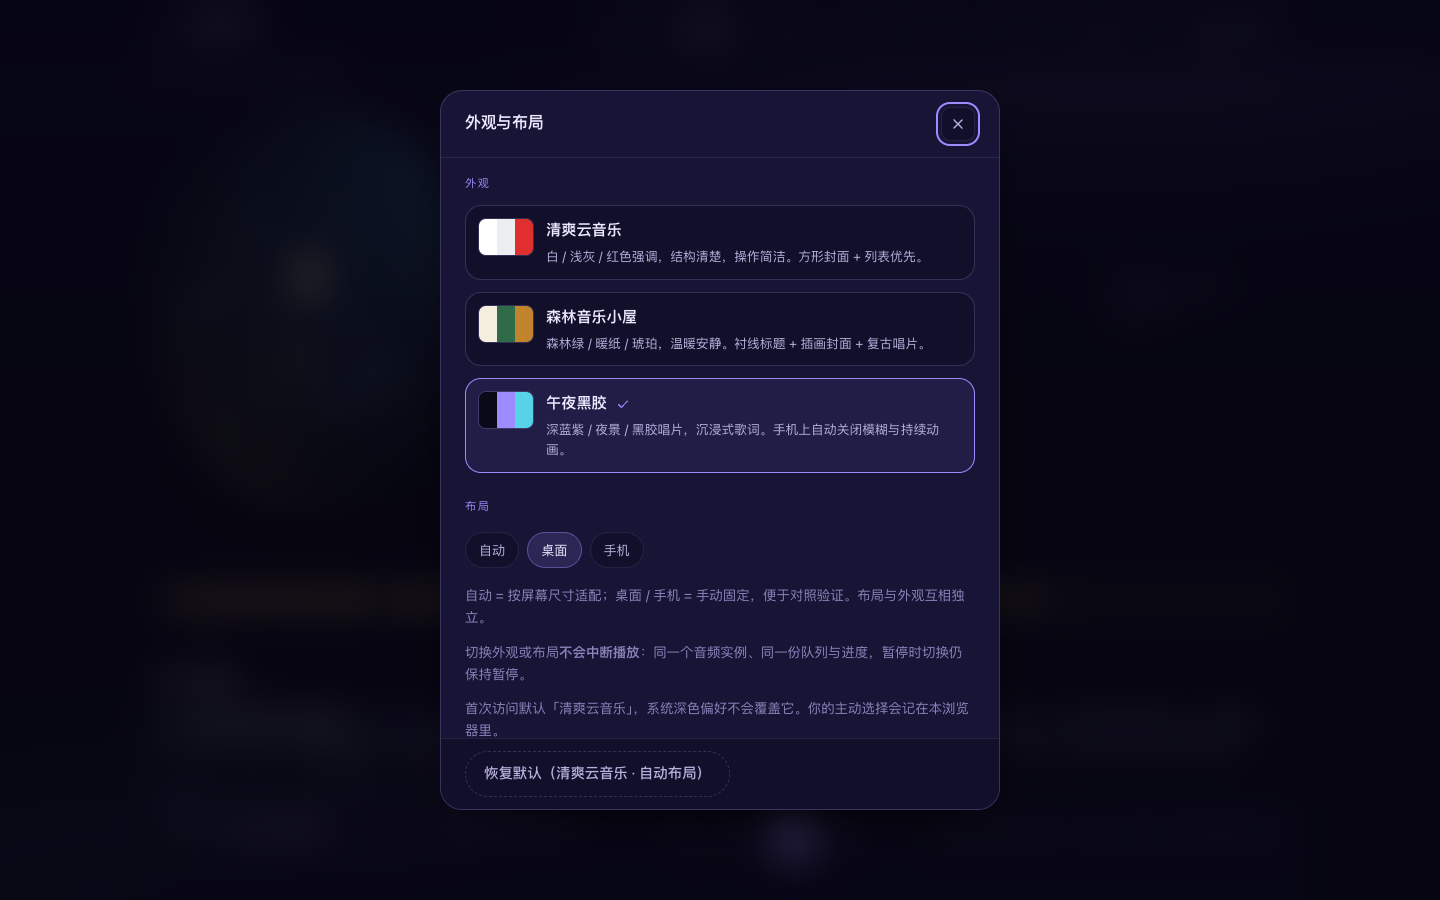 外观与布局
外观
清爽云音乐
白 / 浅灰 / 红色强调，结构清楚，操作简洁。方形封面 + 列表优先。
森林音乐小屋
森林绿 / 暖纸 / 琥珀，温暖安静。衬线标题 + 插画封面 + 复古唱片。
午夜黑胶
深蓝紫 / 夜景 / 黑胶唱片，沉浸式歌词。手机上自动关闭模糊与持续动
画。
布局
自动 桌面 手机
自动 = 按屏幕尺寸适配；桌面 / 手机 = 手动固定，便于对照验证。布局与外观互相独
立。
切换外观或布局不会中断播放：同一个音频实例、同一份队列与进度，暂停时切换仍
保持暂停。
首次访问默认「清爽云音乐」，系统深色偏好不会覆盖它。你的主动选择会记在本浏览
器里。
恢复默认（清爽云音乐 · 自动布局）